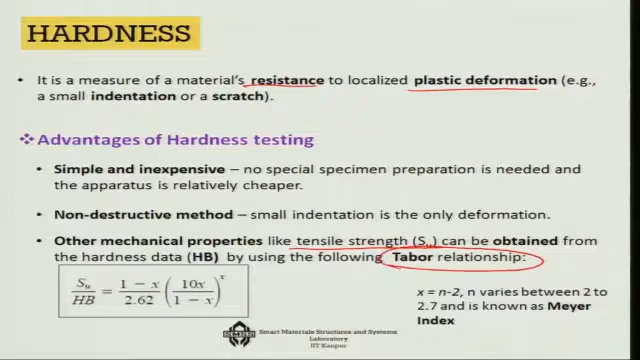 HARDNESS
• It is a measure of a material's resistance to localized plastic deformation (e.g.,
a small indentation or a scratch).
❖Advantages of Hardness testing
• Simple and inexpensive – no special specimen preparation is needed and
the apparatus is relatively cheaper.
• Non-destructive method – small indentation is the only deformation.
• Other mechanical properties like tensile strength (Su) can be obtained from
the hardness data (HB) by using the following Tabor relationship:
Su/HB = (1 − x)/2.62 (10x/(1 − x))^x
x = n-2, n varies between 2 to
2.7 and is known as Meyer
Index
Smart Materials Structures and Systems
Laboratory
IIT Kanpur